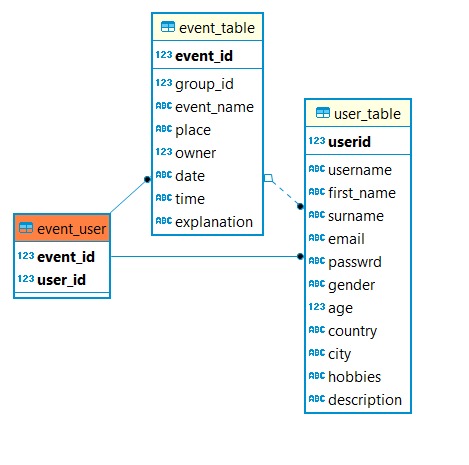 event_table
123 event_id
123 group_id
ABC event_name
ABC place
123 owner
ABC date
ABC time
ABC explanation
user_table
123 userid
ABC username
ABC first_name
ABC surname
ABC email
ABC passwrd
ABC gender
123 age
ABC country
ABC city
ABC hobbies
ABC description
event_user
123 event_id
123 user_id